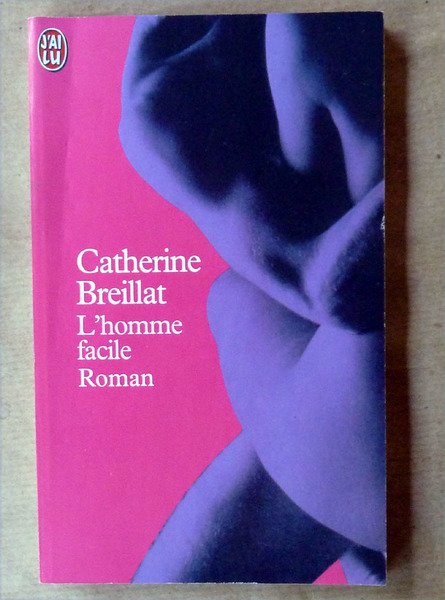 J'AI
LU
Catherine
Breillat
L'homme
facile
Roman